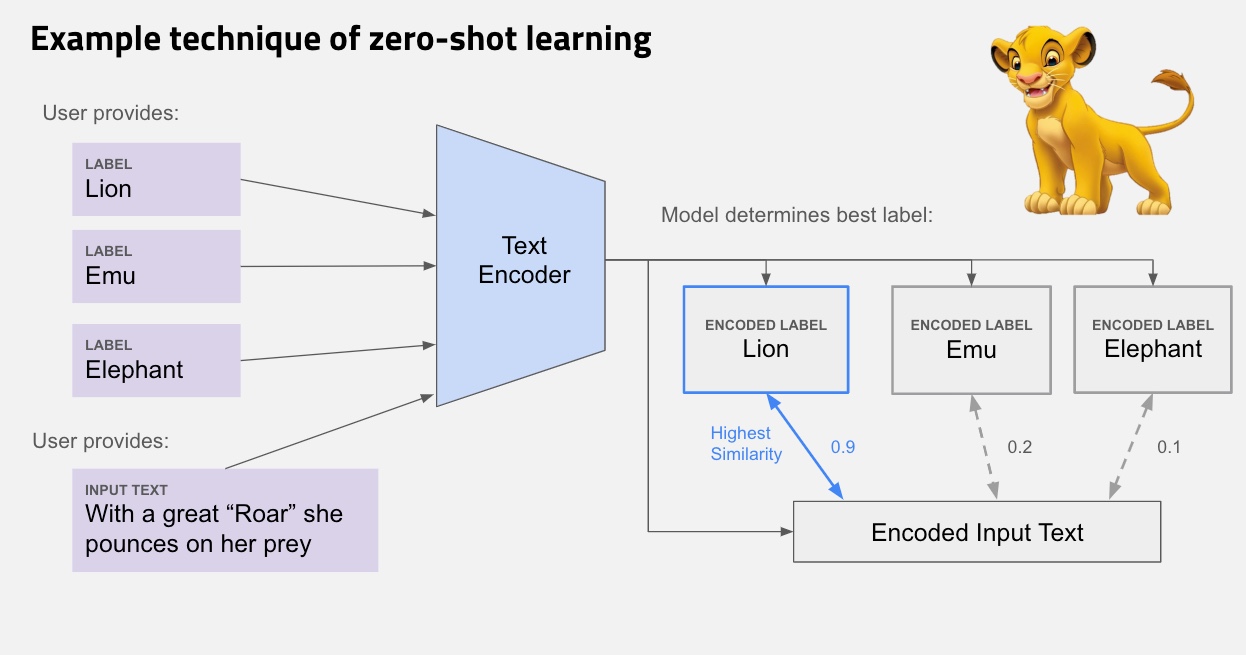 Example technique of zero-shot learning
User provides:
LABEL
Lion
LABEL
Emu
LABEL
Elephant
User provides:
INPUT TEXT
With a great “Roar” she
pounces on her prey
Text
Encoder
Model determines best label:
ENCODED LABEL
Lion
ENCODED LABEL
Emu
ENCODED LABEL
Elephant
Highest
Similarity
0.9
0.2
0.1
Encoded Input Text